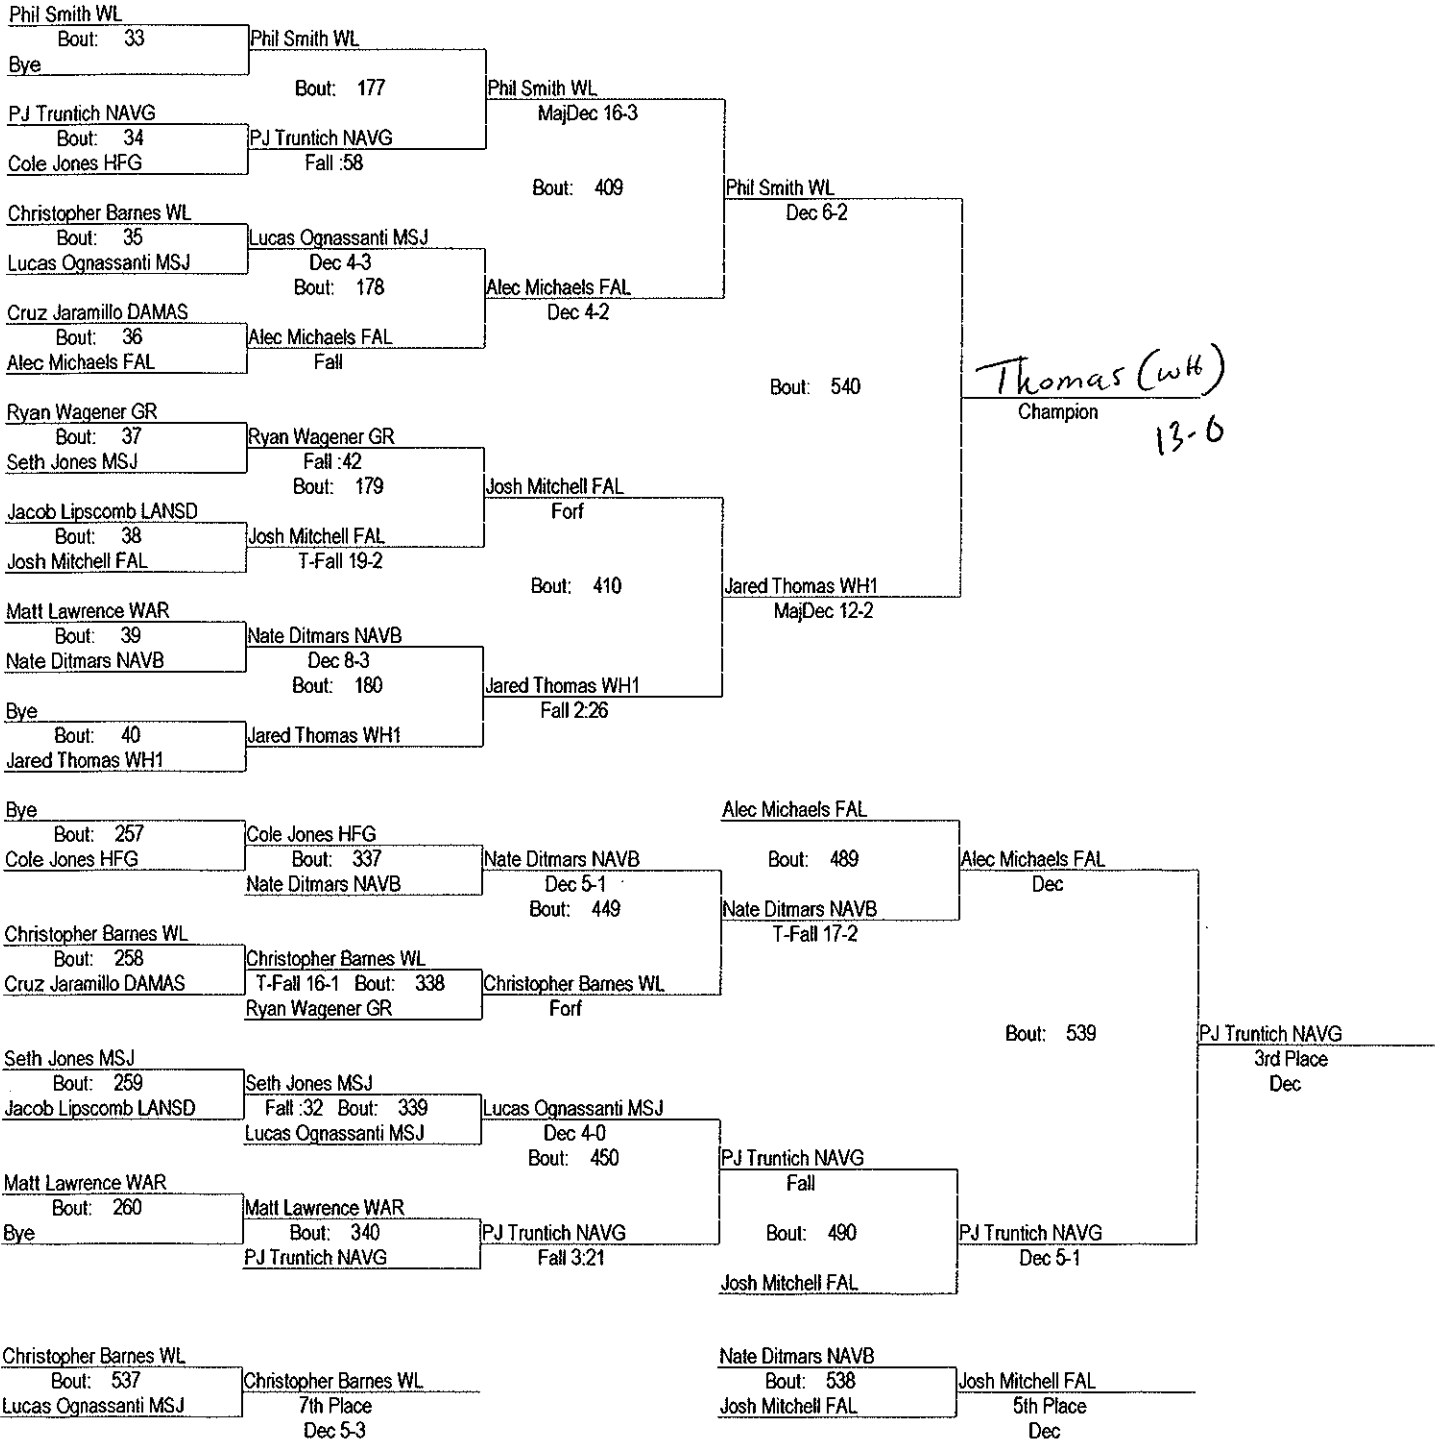 Phil Smith WL
Bout: 33
Bye
Phil Smith WL
Bout: 177
PJ Truntich NAVG
Bout: 34
Cole Jones HFG
PJ Truntich NAVG
Fall :58
Phil Smith WL
MajDec 16-3
Bout: 409
Christopher Barnes WL
Bout: 35
Lucas Ognassanti MSJ
Lucas Ognassanti MSJ
Dec 4-3
Bout: 178
Cruz Jaramillo DAMAS
Bout: 36
Alec Michaels FAL
Alec Michaels FAL
Fall
Alec Michaels FAL
Dec 4-2
Phil Smith WL
Dec 6-2
Bout: 540
Ryan Wagener GR
Bout: 37
Seth Jones MSJ
Ryan Wagener GR
Fall :42
Bout: 179
Jacob Lipscomb LANSD
Bout: 38
Josh Mitchell FAL
Josh Mitchell FAL
T-Fall 19-2
Josh Mitchell FAL
Forf
Bout: 410
Matt Lawrence WAR
Bout: 39
Nate Ditmars NAVB
Nate Ditmars NAVB
Dec 8-3
Bout: 180
Bye
Bout: 40
Jared Thomas WH1
Jared Thomas WH1
Jared Thomas WH1
Fall 2:26
Jared Thomas WH1
MajDec 12-2
Thomas (WH)
Champion
13-0
Bye
Bout: 257
Cole Jones HFG
Cole Jones HFG
Bout: 337
Nate Ditmars NAVB
Nate Ditmars NAVB
Dec 5-1
Bout: 449
Christopher Barnes WL
Bout: 258
Cruz Jaramillo DAMAS
Christopher Barnes WL
T-Fall 16-1 Bout: 338
Ryan Wagener GR
Christopher Barnes WL
Forf
Alec Michaels FAL
Bout: 489
Nate Ditmars NAVB
T-Fall 17-2
Alec Michaels FAL
Dec
Bout: 539
Seth Jones MSJ
Bout: 259
Jacob Lipscomb LANSD
Seth Jones MSJ
Fall :32 Bout: 339
Lucas Ognassanti MSJ
Lucas Ognassanti MSJ
Dec 4-0
Bout: 450
Matt Lawrence WAR
Bout: 260
Bye
Matt Lawrence WAR
Bout: 340
PJ Truntich NAVG
PJ Truntich NAVG
Fall 3:21
PJ Truntich NAVG
Fall
Bout: 490
Josh Mitchell FAL
PJ Truntich NAVG
Dec 5-1
PJ Truntich NAVG
3rd Place
Dec
Christopher Barnes WL
Bout: 537
Lucas Ognassanti MSJ
Christopher Barnes WL
7th Place
Dec 5-3
Nate Ditmars NAVB
Bout: 538
Josh Mitchell FAL
Josh Mitchell FAL
5th Place
Dec